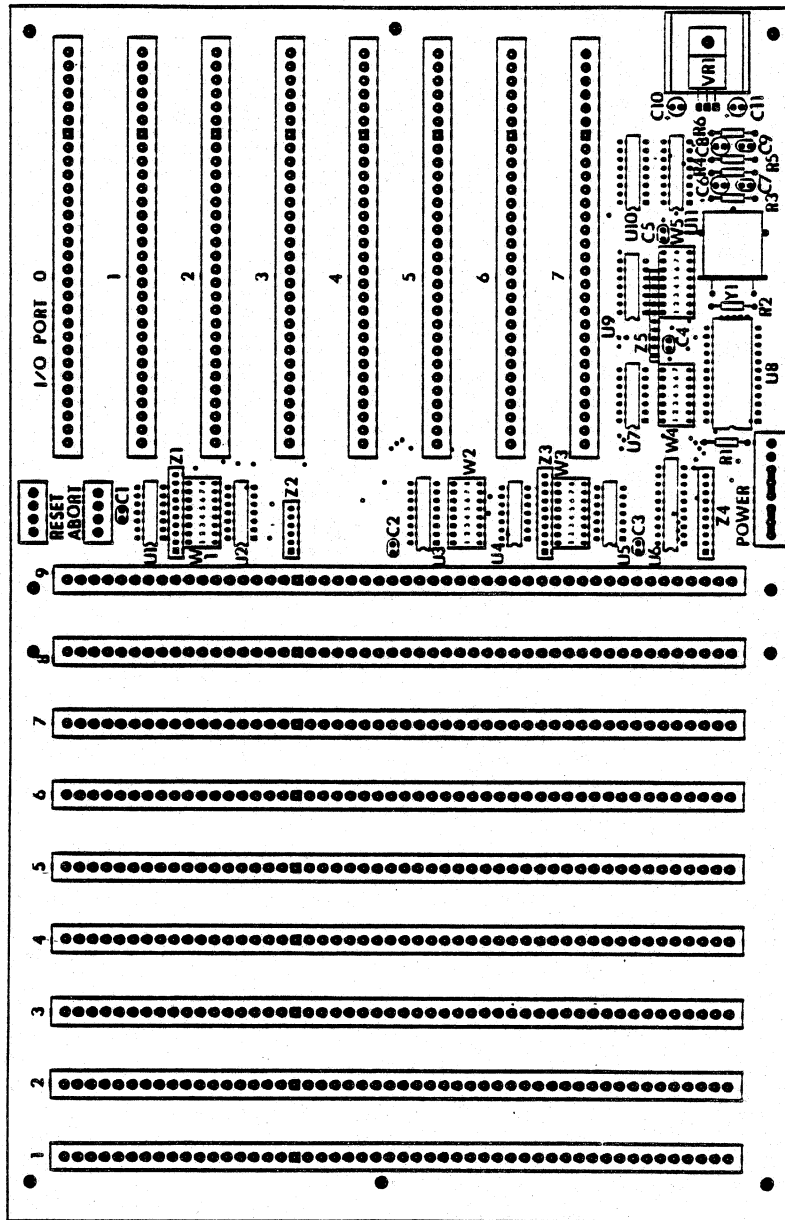 I/O PORT 0
1
2
3
4
5
6
7
VR1
C10
C11
R6
C8
C9
R4
R5
C6
C7
R3
U10
U11
C5
W5
U9
Y1
R2
Z5
C4
U8
U7
W4
R1
RESET
ABORT
C1
Z1
U1
W1
U2
Z2
C2
W2
U3
U4
Z3
W3
U5
C3
U6
Z4
POWER
9
8
7
6
5
4
3
2
1